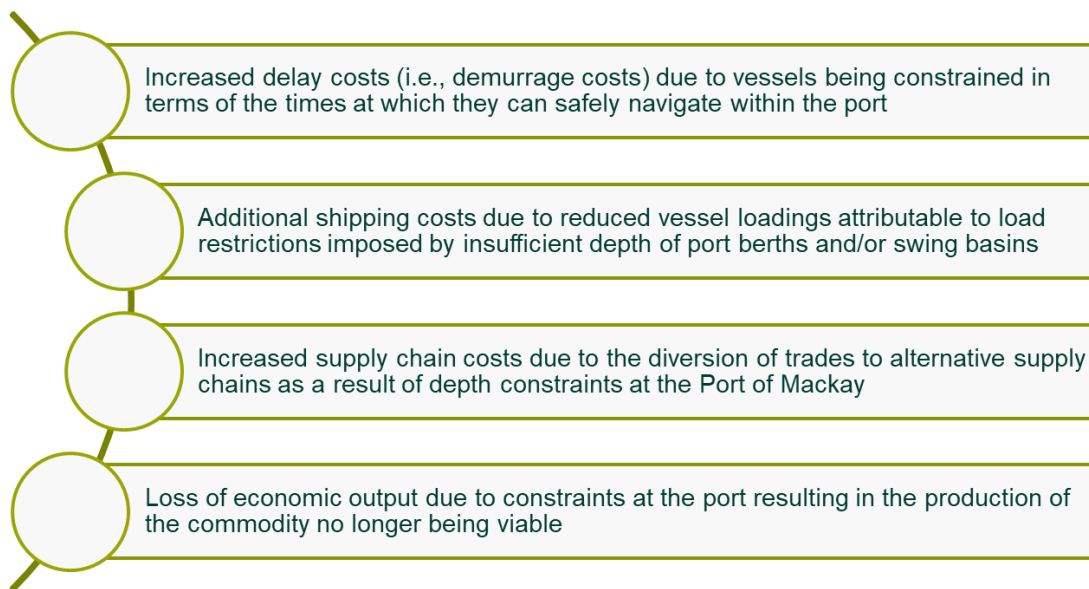 Increased delay costs (i.e., demurrage costs) due to vessels being constrained in
terms of the times at which they can safely navigate within the port
Additional shipping costs due to reduced vessel loadings attributable to load
restrictions imposed by insufficient depth of port berths and/or swing basins
Increased supply chain costs due to the diversion of trades to alternative supply
chains as a result of depth constraints at the Port of Mackay
Loss of economic output due to constraints at the port resulting in the production of
the commodity no longer being viable